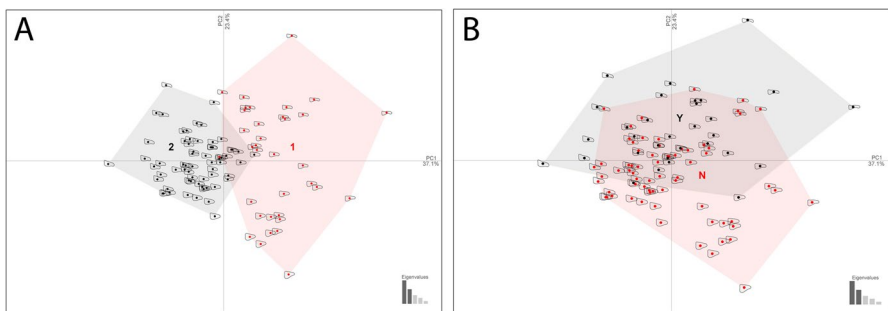 A
PC2
23.4%
2
1
PC1
37.1%
Eigenvalues
B
PC2
23.4%
Y
N
PC1
37.1%
Eigenvalues